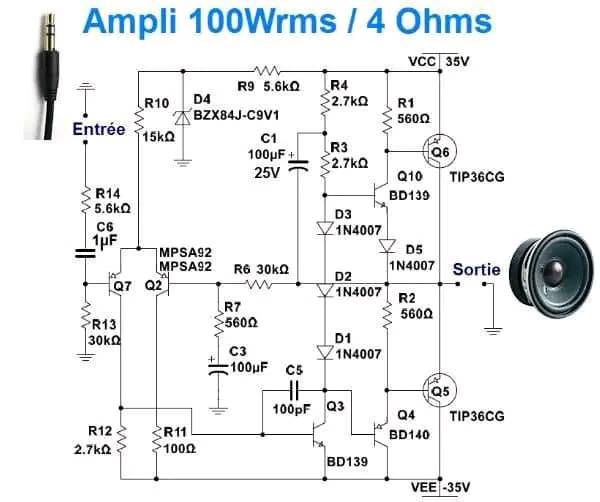 Ampli 100Wrms / 4 Ohms
VCC 35V
R9 5.6kΩ
R4
2.7kΩ
R1
560Ω
R10
15kΩ
D4
BZX84J-C9V1
Entrée
C1
100µF
25V
R3
2.7kΩ
Q6
TIP36CG
Q10
BD139
R14
5.6kΩ
C6
1µF
D3
1N4007
D5
1N4007
MPSA92
MPSA92
Q7
Q2
R6 30kΩ
D2
1N4007
Sortie
R13
30kΩ
R7
560Ω
R2
560Ω
C3
100µF
D1
1N4007
C5
100pF
Q3
BD139
Q4
BD140
Q5
TIP36CG
R12
2.7kΩ
R11
100Ω
VEE -35V